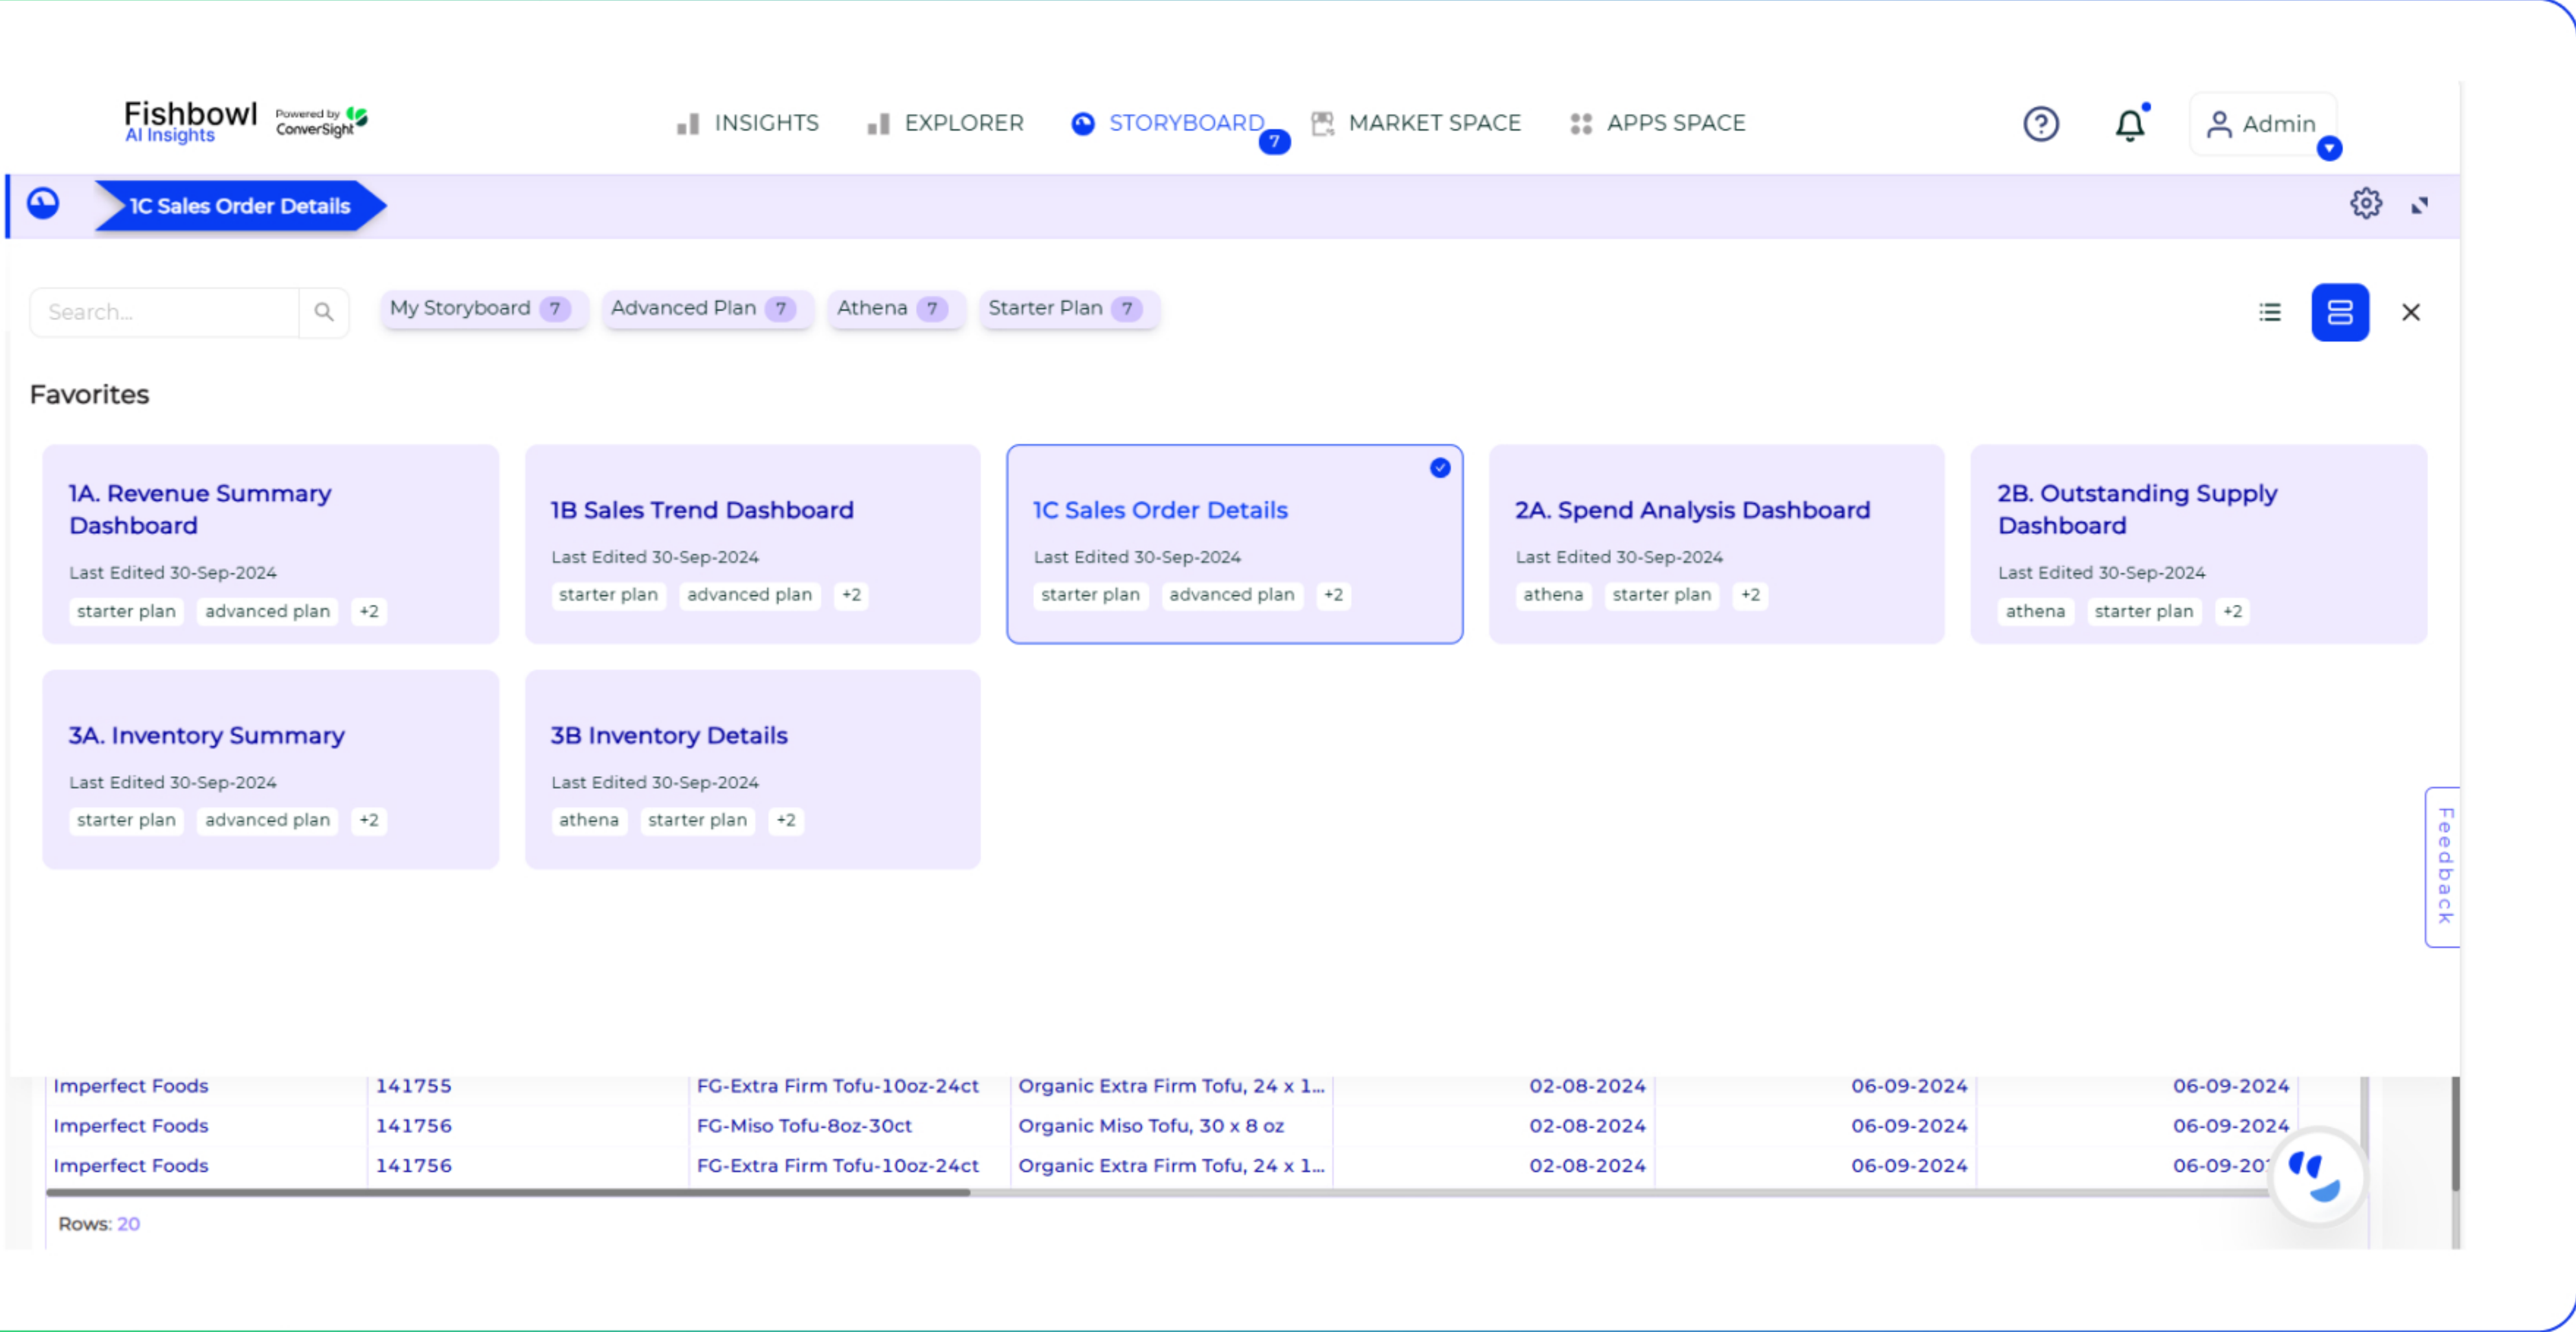 Fishbowl
AI Insights
Powered by
ConverSight
INSIGHTS
EXPLORER
STORYBOARD
7
MARKET SPACE
APPS SPACE
Admin
1C Sales Order Details
Search...
My Storyboard 7
Advanced Plan 7
Athena 7
Starter Plan 7
Favorites
1A. Revenue Summary
Dashboard
Last Edited 30-Sep-2024
starter plan advanced plan +2
1B Sales Trend Dashboard
Last Edited 30-Sep-2024
starter plan advanced plan +2
1C Sales Order Details
Last Edited 30-Sep-2024
starter plan advanced plan +2
2A. Spend Analysis Dashboard
Last Edited 30-Sep-2024
athena starter plan +2
2B. Outstanding Supply
Dashboard
Last Edited 30-Sep-2024
athena starter plan +2
3A. Inventory Summary
Last Edited 30-Sep-2024
starter plan advanced plan +2
3B Inventory Details
Last Edited 30-Sep-2024
athena starter plan +2
Feedback
Imperfect Foods 141755 FG-Extra Firm Tofu-10oz-24ct Organic Extra Firm Tofu, 24 x 1... 02-08-2024 06-09-2024 06-09-2024
Imperfect Foods 141756 FG-Miso Tofu-8oz-30ct Organic Miso Tofu, 30 x 8 oz 02-08-2024 06-09-2024 06-09-2024
Imperfect Foods 141756 FG-Extra Firm Tofu-10oz-24ct Organic Extra Firm Tofu, 24 x 1... 02-08-2024 06-09-2024
Rows: 20